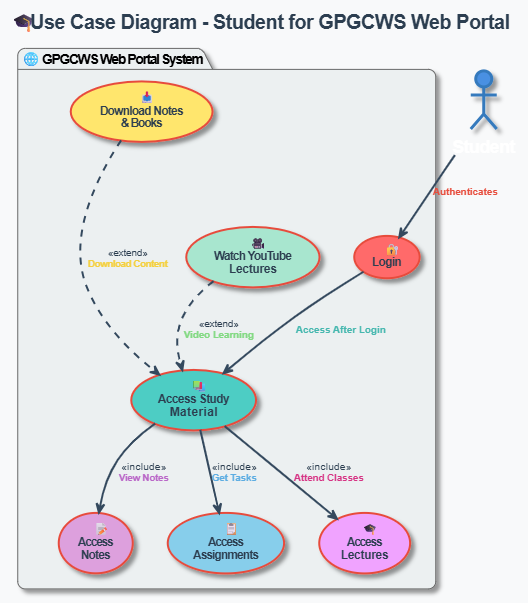 Use Case Diagram - Student for GPGCWS Web Portal
GPGCWS Web Portal System
Download Notes
& Books
Student
Authenticates
«extend»
Download Content
Watch YouTube
Lectures
Login
«extend»
Video Learning
Access After Login
Access Study
Material
«include»
View Notes
«include»
Get Tasks
«include»
Attend Classes
Access
Notes
Access
Assignments
Access
Lectures